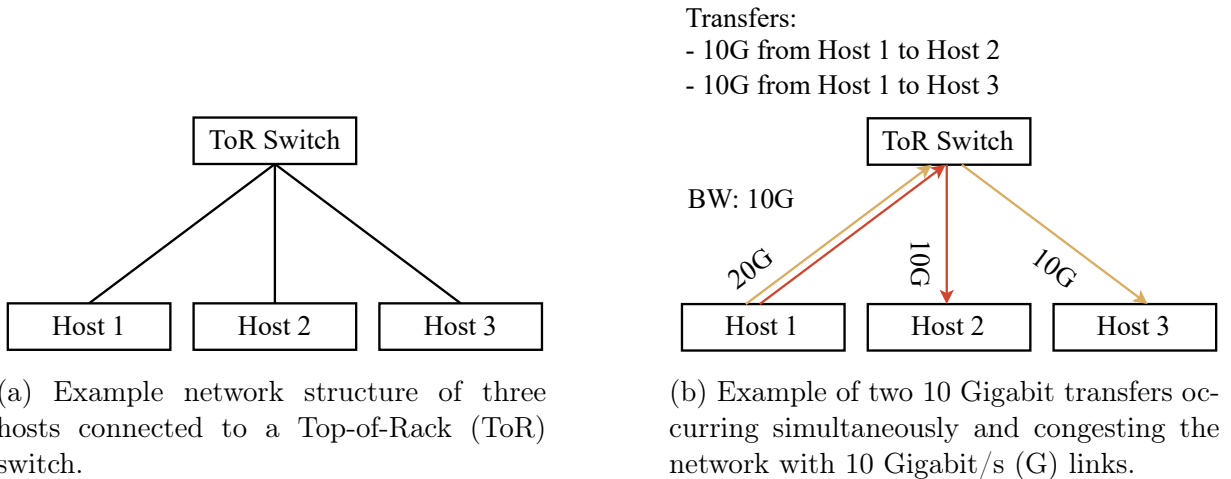 ToR Switch
Host 1
Host 2
Host 3
(a) Example network structure of three
hosts connected to a Top-of-Rack (ToR)
switch.
Transfers:
- 10G from Host 1 to Host 2
- 10G from Host 1 to Host 3
ToR Switch
BW: 10G
20G
10G
10G
Host 1
Host 2
Host 3
(b) Example of two 10 Gigabit transfers oc-
curring simultaneously and congesting the
network with 10 Gigabit/s (G) links.